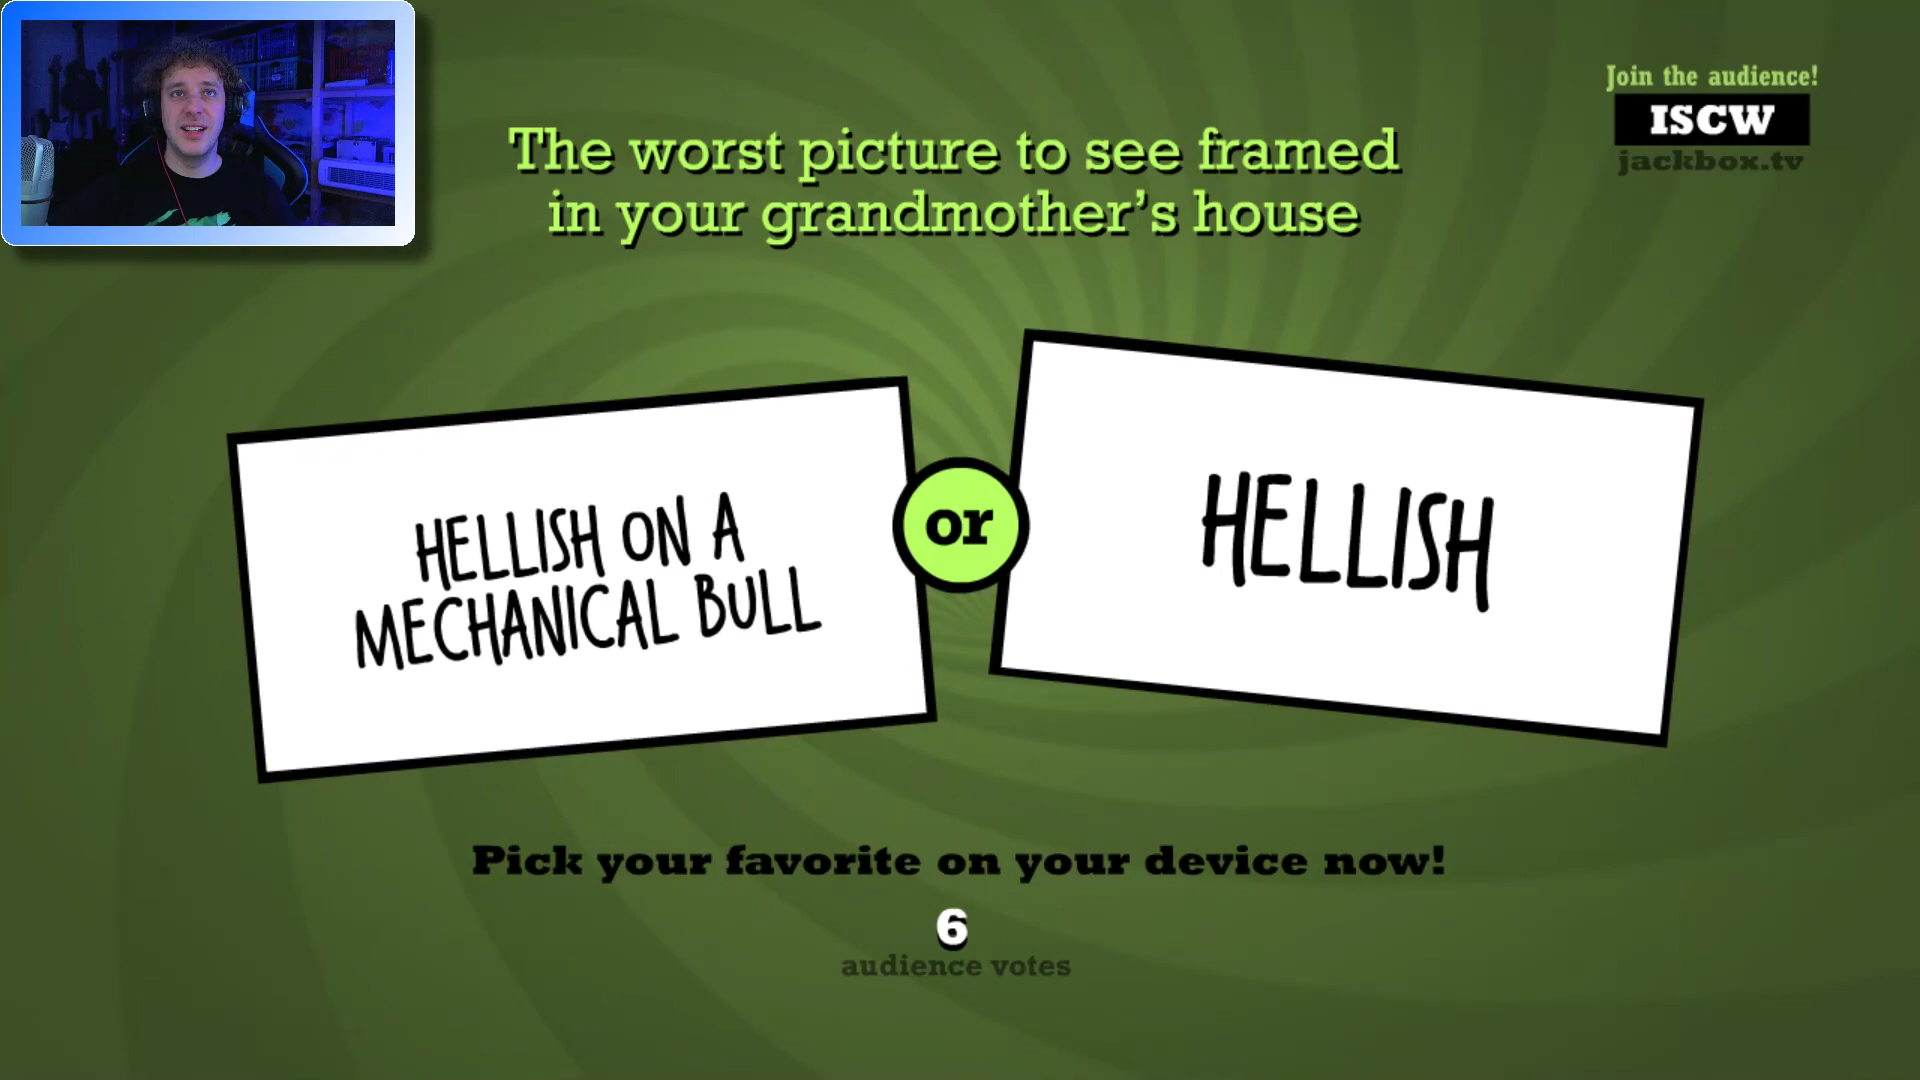 Join the audience!
ISCW
jackbox.tv
The worst picture to see framed
in your grandmother's house
HELLISH ON A
MECHANICAL BULL
or
HELLISH
Pick your favorite on your device now!
6
audience votes